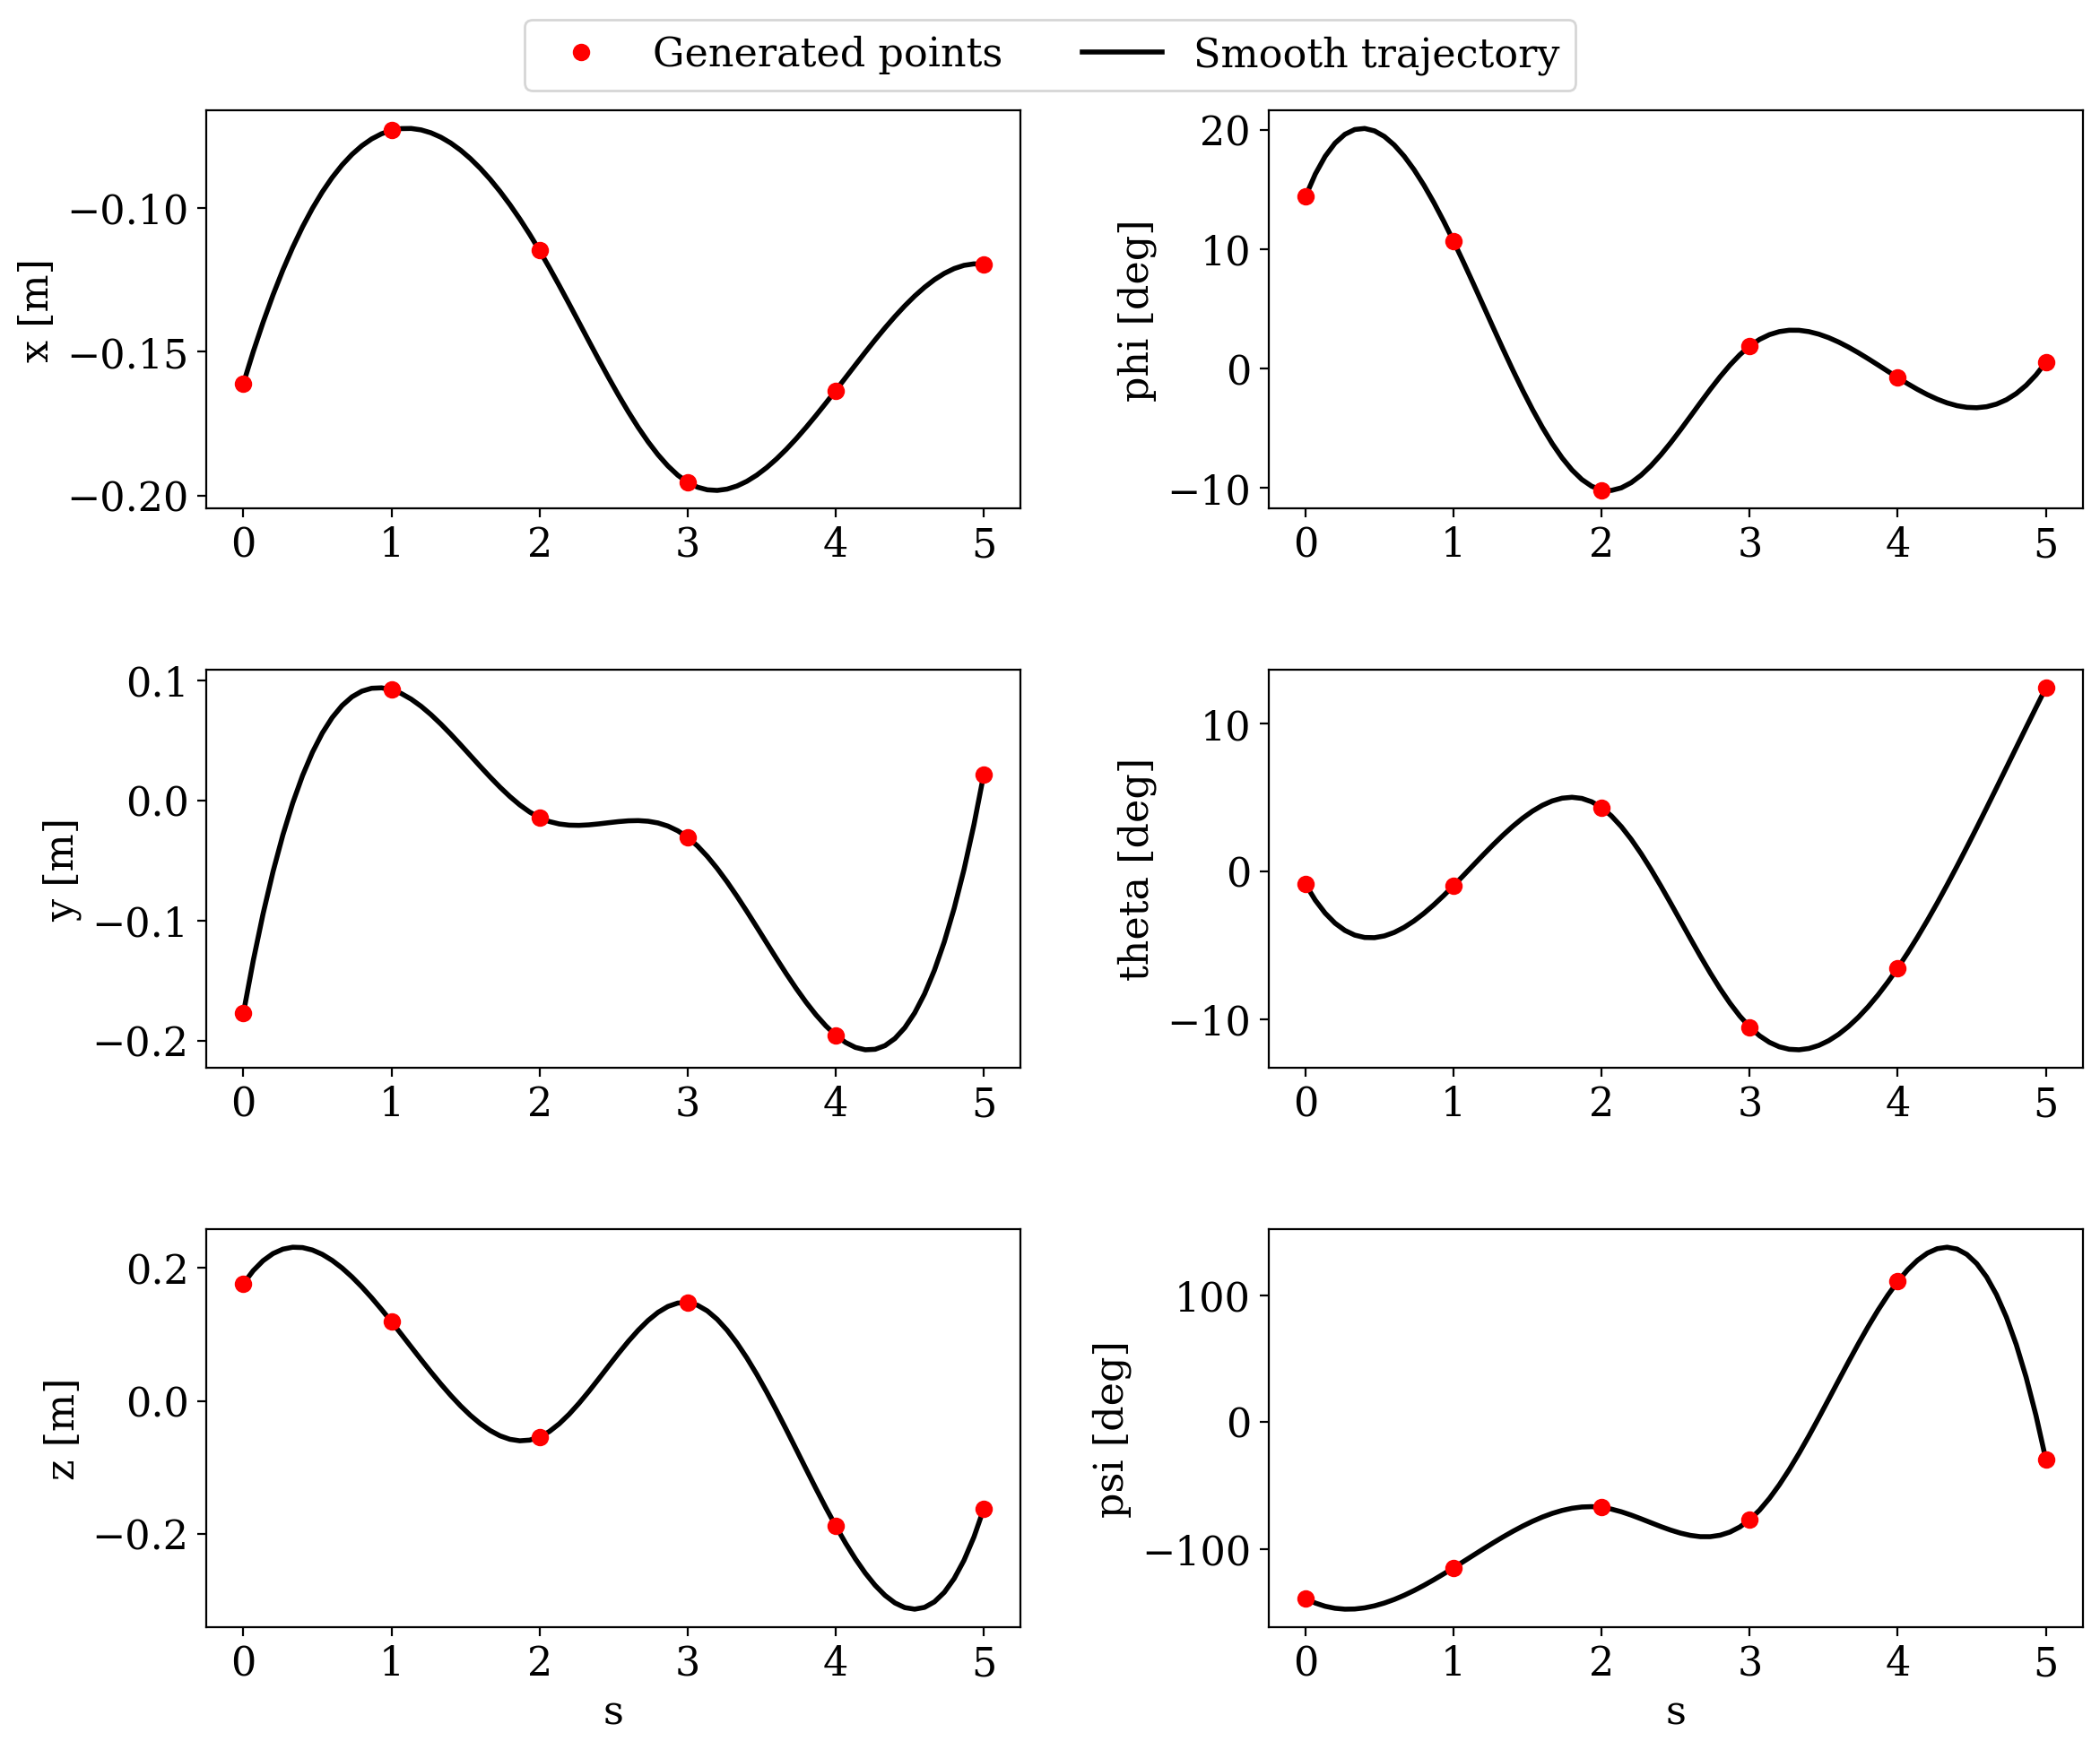 Generated points Smooth trajectory
x [m]
−0.10
−0.15
−0.20
0 1 2 3 4 5
phi [deg]
20
10
0
−10
0 1 2 3 4 5
y [m]
0.1
0.0
−0.1
−0.2
0 1 2 3 4 5
theta [deg]
10
0
−10
0 1 2 3 4 5
z [m]
0.2
0.0
−0.2
0 1 2 3 4 5
s
psi [deg]
100
0
−100
0 1 2 3 4 5
s